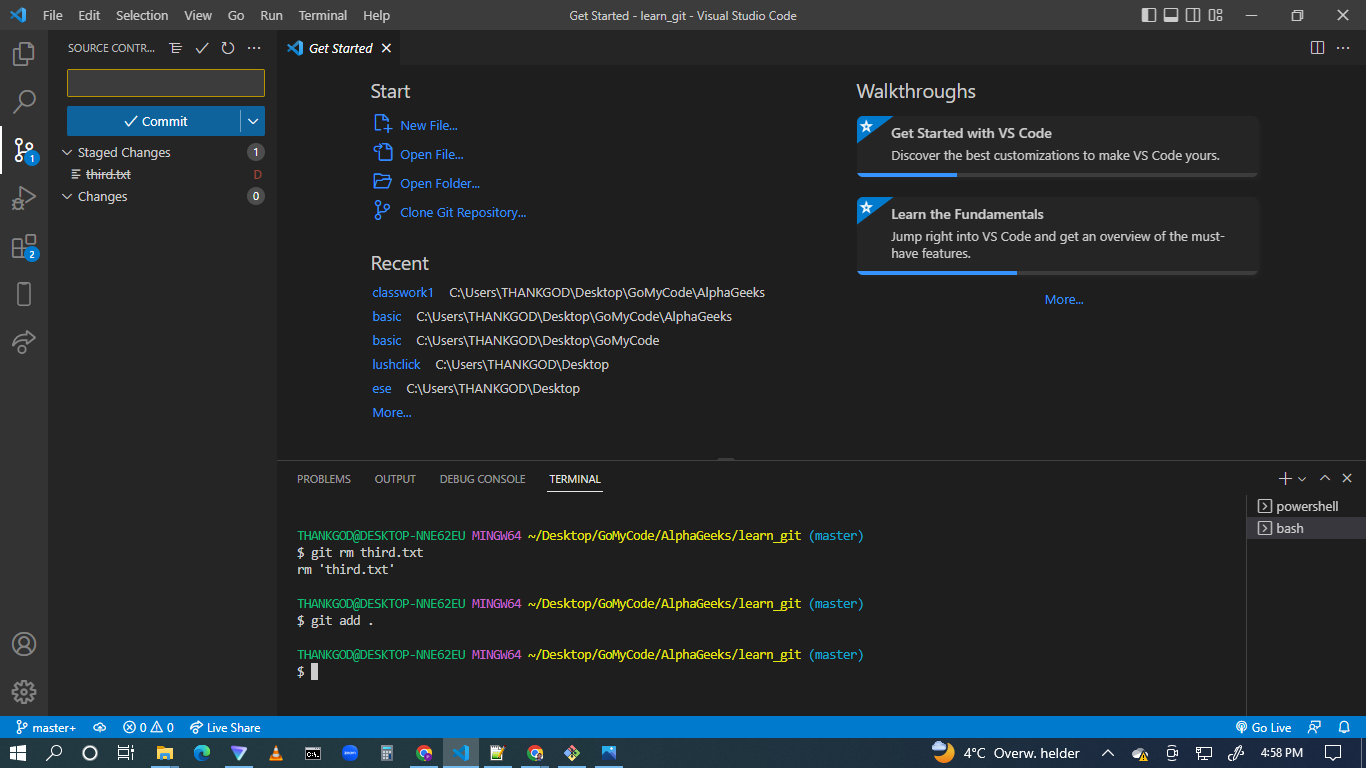 File Edit Selection View Go Run Terminal Help
Get Started - learn_git - Visual Studio Code
SOURCE CONTR...
Get Started
Commit
Staged Changes 1
third.txt D
Changes 0
1
2
Start
New File...
Open File...
Open Folder...
Clone Git Repository...
Recent
classwork1 C:\Users\THANKGOD\Desktop\GoMyCode\AlphaGeeks
basic C:\Users\THANKGOD\Desktop\GoMyCode\AlphaGeeks
basic C:\Users\THANKGOD\Desktop\GoMyCode
lushclick C:\Users\THANKGOD\Desktop
ese C:\Users\THANKGOD\Desktop
More...
Walkthroughs
Get Started with VS Code
Discover the best customizations to make VS Code yours.
Learn the Fundamentals
Jump right into VS Code and get an overview of the must-
have features.
More...
PROBLEMS OUTPUT DEBUG CONSOLE TERMINAL
powershell
bash
THANKGOD@DESKTOP-NNE62EU MINGW64 ~/Desktop/GoMyCode/AlphaGeeks/learn_git (master)
$ git rm third.txt
rm 'third.txt'
THANKGOD@DESKTOP-NNE62EU MINGW64 ~/Desktop/GoMyCode/AlphaGeeks/learn_git (master)
$ git add .
THANKGOD@DESKTOP-NNE62EU MINGW64 ~/Desktop/GoMyCode/AlphaGeeks/learn_git (master)
$
master+ 0 0 Live Share Go Live
4°C Overw. helder 4:58 PM